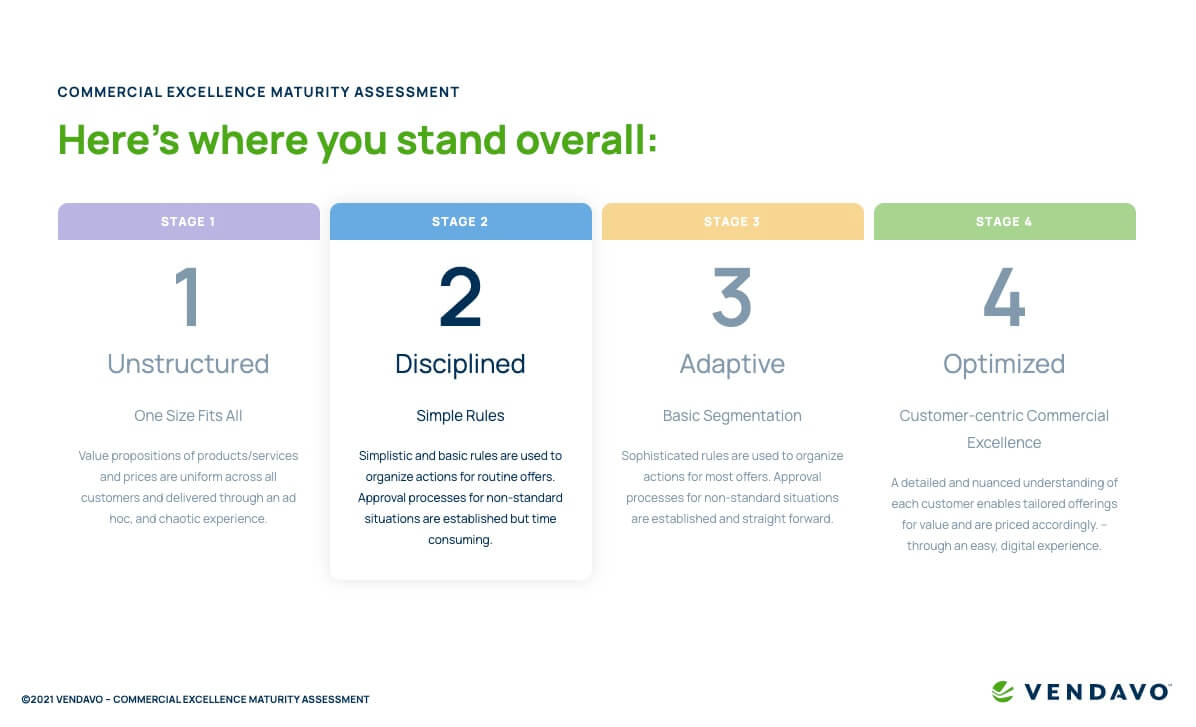 COMMERCIAL EXCELLENCE MATURITY ASSESSMENT
Here's where you stand overall:
STAGE 1
1
Unstructured
One Size Fits All
Value propositions of products/services
and prices are uniform across all
customers and delivered through an ad
hoc, and chaotic experience.
STAGE 2
2
Disciplined
Simple Rules
Simplistic and basic rules are used to
organize actions for routine offers.
Approval processes for non-standard
situations are established but time
consuming.
STAGE 3
3
Adaptive
Basic Segmentation
Sophisticated rules are used to organize
actions for most offers. Approval
processes for non-standard situations
are established and straight forward.
STAGE 4
4
Optimized
Customer-centric Commercial
Excellence
A detailed and nuanced understanding of
each customer enables tailored offerings
for value and are priced accordingly. –
through an easy, digital experience.
©2021 VENDAVO – COMMERCIAL EXCELLENCE MATURITY ASSESSMENT
VENDAVO™